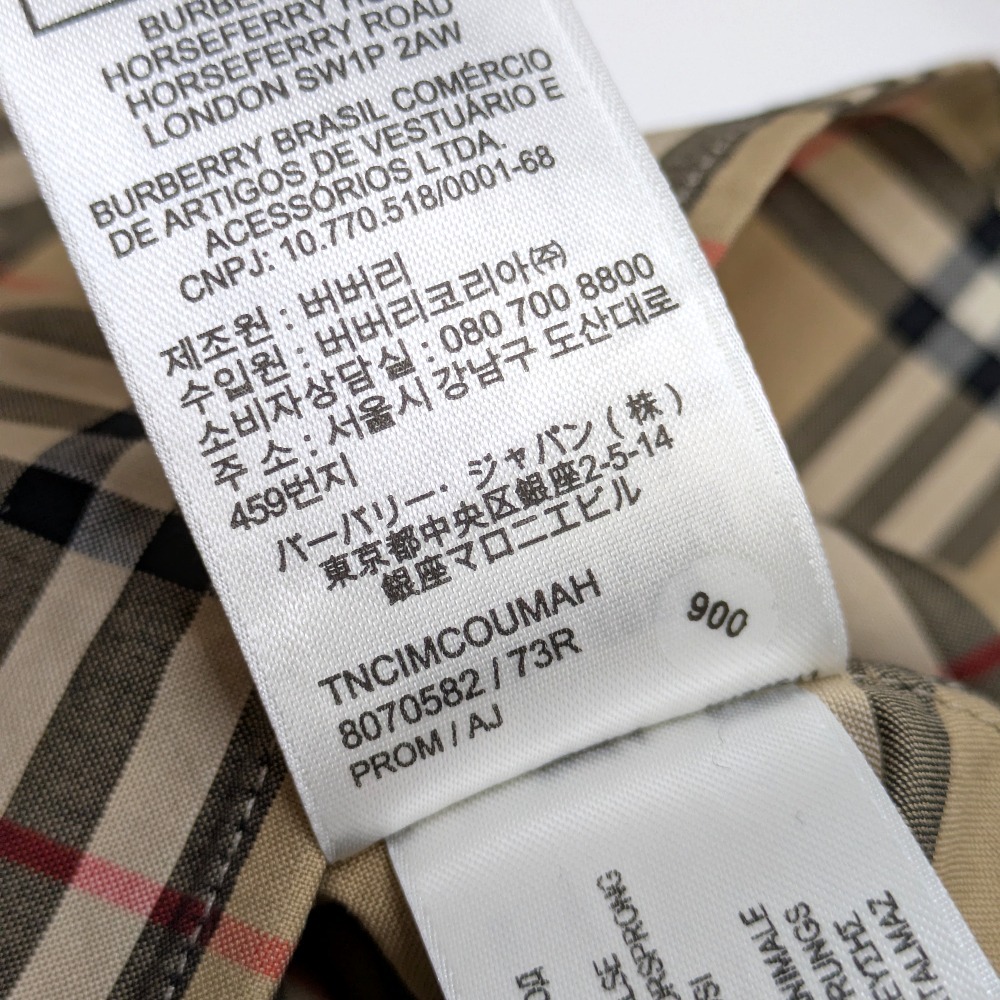 HORSEFERRY
HORSEFERRY ROAD
LONDON SW1P 2AW
BURBERRY BRASIL COMÉRCIO
DE ARTIGOS DE VESTUÁRIO E
ACESSÓRIOS LTDA.
CNPJ: 10.770.518/0001-68
제조원 : 버버리
수입원 : 버버리코리아㈜
소비자상담실 : 080 700 8800
주 소 : 서울시 강남구 도산대로
459번지
バーバリー・ジャパン(株)
東京都中央区銀座2-5-14
銀座マロニエビル
TNCIMCOUMAH
8070582 / 73R
PROM / AJ
900